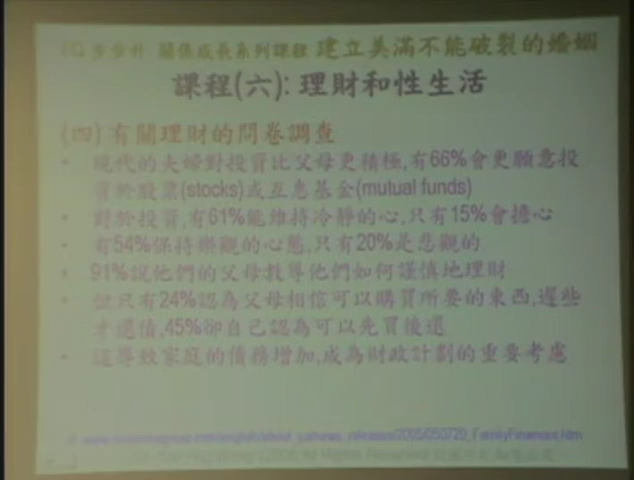 關係成長系列課程 建立美滿不能破裂的婚姻
課程(六): 理財和性生活
(四) 有關理財的問卷調查
• 現代的夫婦對投資比父母更積極,有66%會更願意投
資於股票(stocks)或互惠基金(mutual funds)
• 對於投資,有61%能維持冷靜的心,只有15%會擔心
• 有54%保持樂觀的心態,只有20%是悲觀的
• 91%說他們的父母教導他們如何謹慎地理財
• 但只有24%認為父母相信可以購買所要的東西,遲些
才還債,45%卻自己認為可以先買後還
• 這導致家庭的債務增加,成為財政計劃的重要考慮
All Rights Reserved